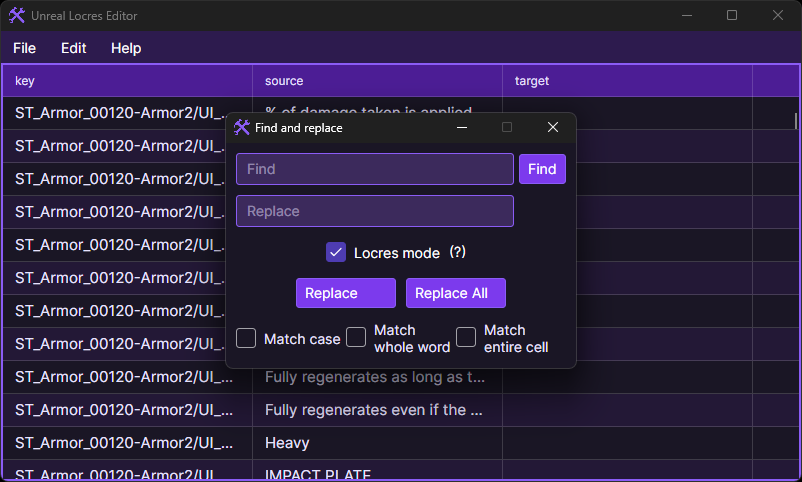 Unreal Locres Editor
File Edit Help
key source target
ST_Armor_00120-Armor2/UI_... % of damage taken is applied
ST_Armor_00120-Armor2/UI_
ST_Armor_00120-Armor2/UI_
ST_Armor_00120-Armor2/UI_
ST_Armor_00120-Armor2/UI_
ST_Armor_00120-Armor2/UI_
ST_Armor_00120-Armor2/UI_
ST_Armor_00120-Armor2/UI_
ST_Armor_00120-Armor2/UI_... Fully regenerates as long as t...
ST_Armor_00120-Armor2/UI_... Fully regenerates even if the ...
ST_Armor_00120-Armor2/UI_... Heavy
ST_Armor_00120-Armor2/UI_ IMPACT PLATE
Find and replace
Find Find
Replace
Locres mode (?)
Replace Replace All
Match case
Match whole word
Match entire cell